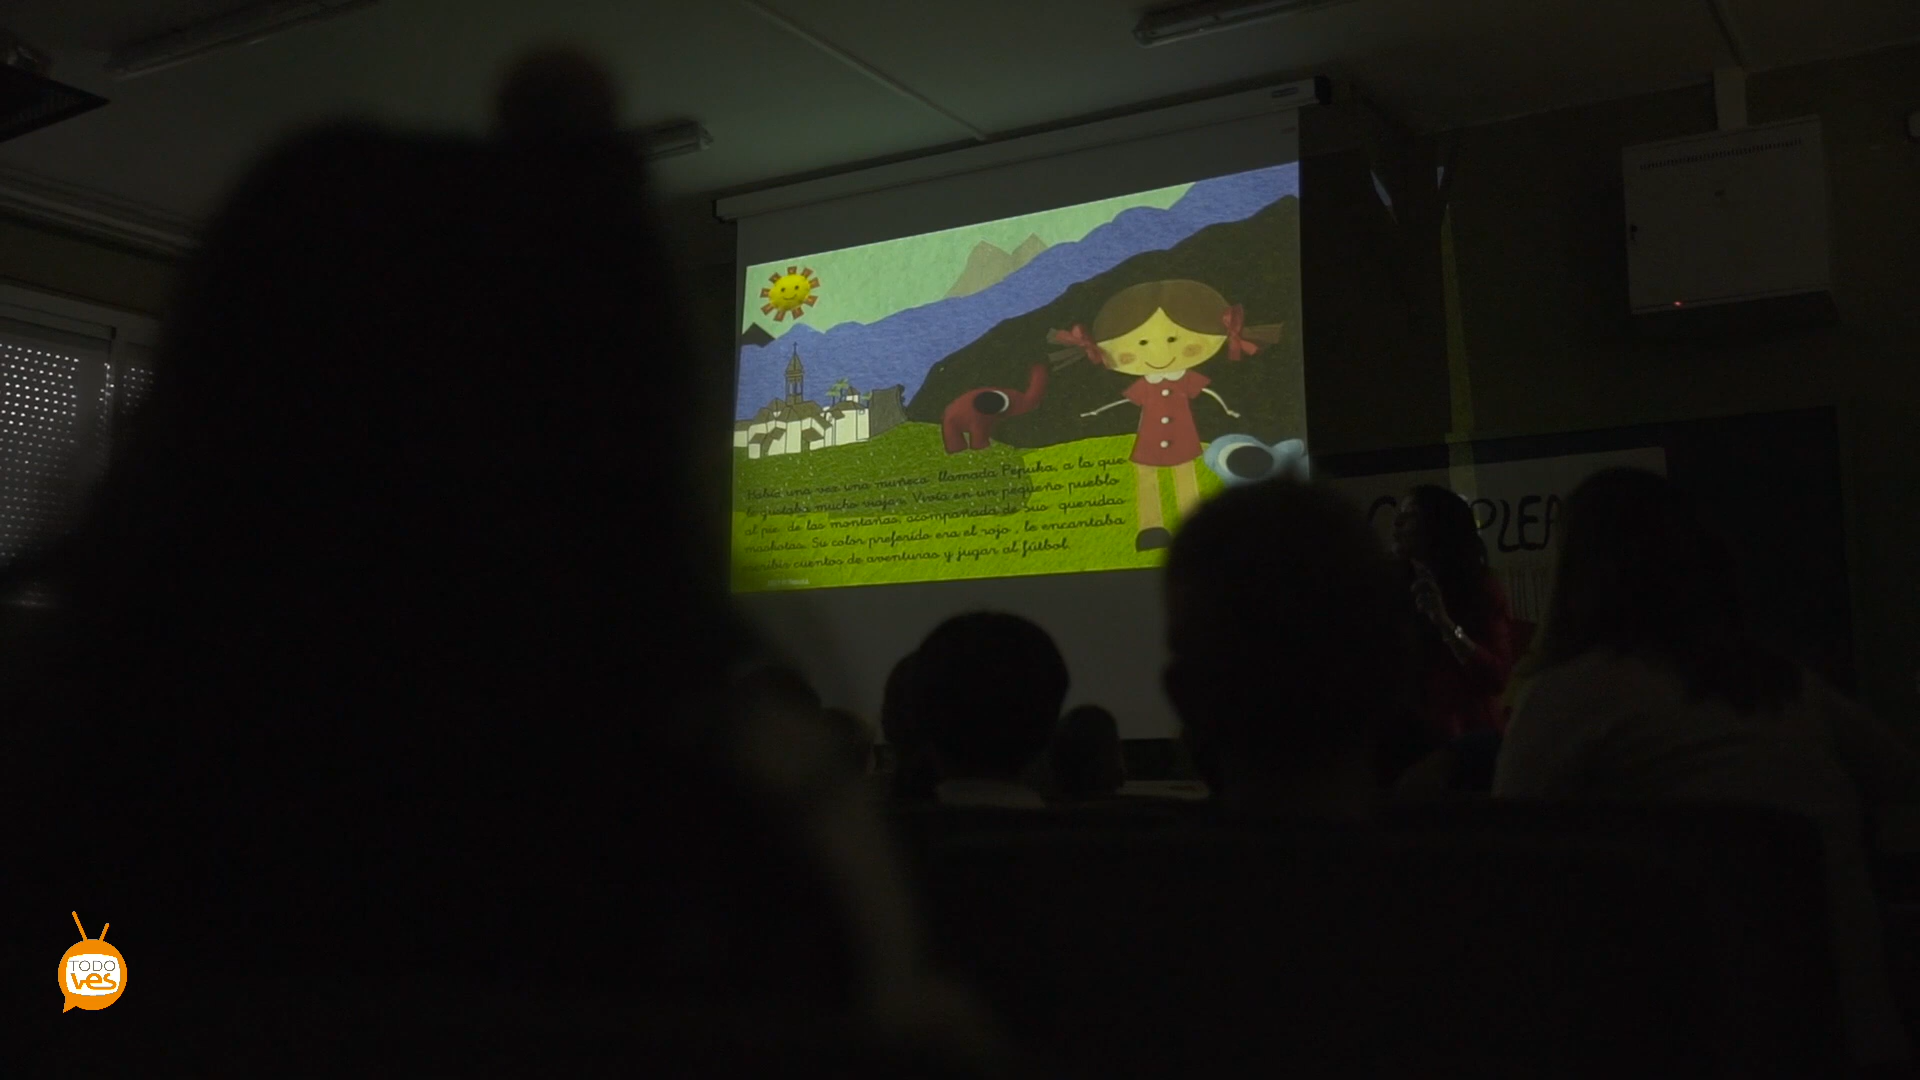 Había una vez una muñeca llamada Pepuka, a la que
le gustaba mucho viajar. Vivía en un pequeño pueblo
al pie de las montañas, acompañada de sus queridas
mascotas. Su color preferido era el rojo, le encantaba
escribir cuentos de aventuras y jugar al fútbol.
TODO
ves